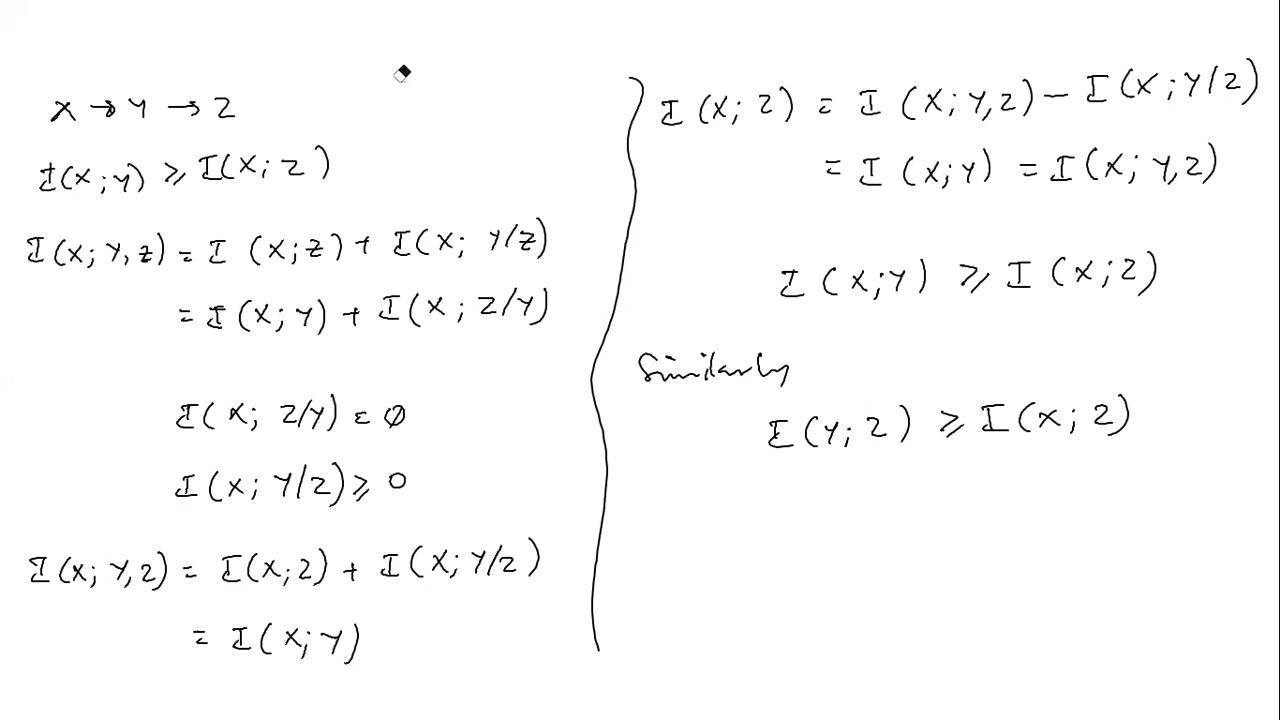 X → Y → Z
I(X;Y) ≥ I(X;Z)
I(X;Y,Z) = I(X;Z) + I(X; Y/Z)
= I(X;Y) + I(X; Z/Y)
I(X; Z/Y) = 0
I(X; Y/Z) ≥ 0
I(X;Y,Z) = I(X;Z) + I(X; Y/Z)
= I(X;Y)
I(X;Z) = I(X;Y,Z) - I(X;Y/Z)
= I(X;Y) = I(X;Y,Z)
I(X;Y) ≥ I(X;Z)
Similarly
I(Y;Z) ≥ I(X;Z)